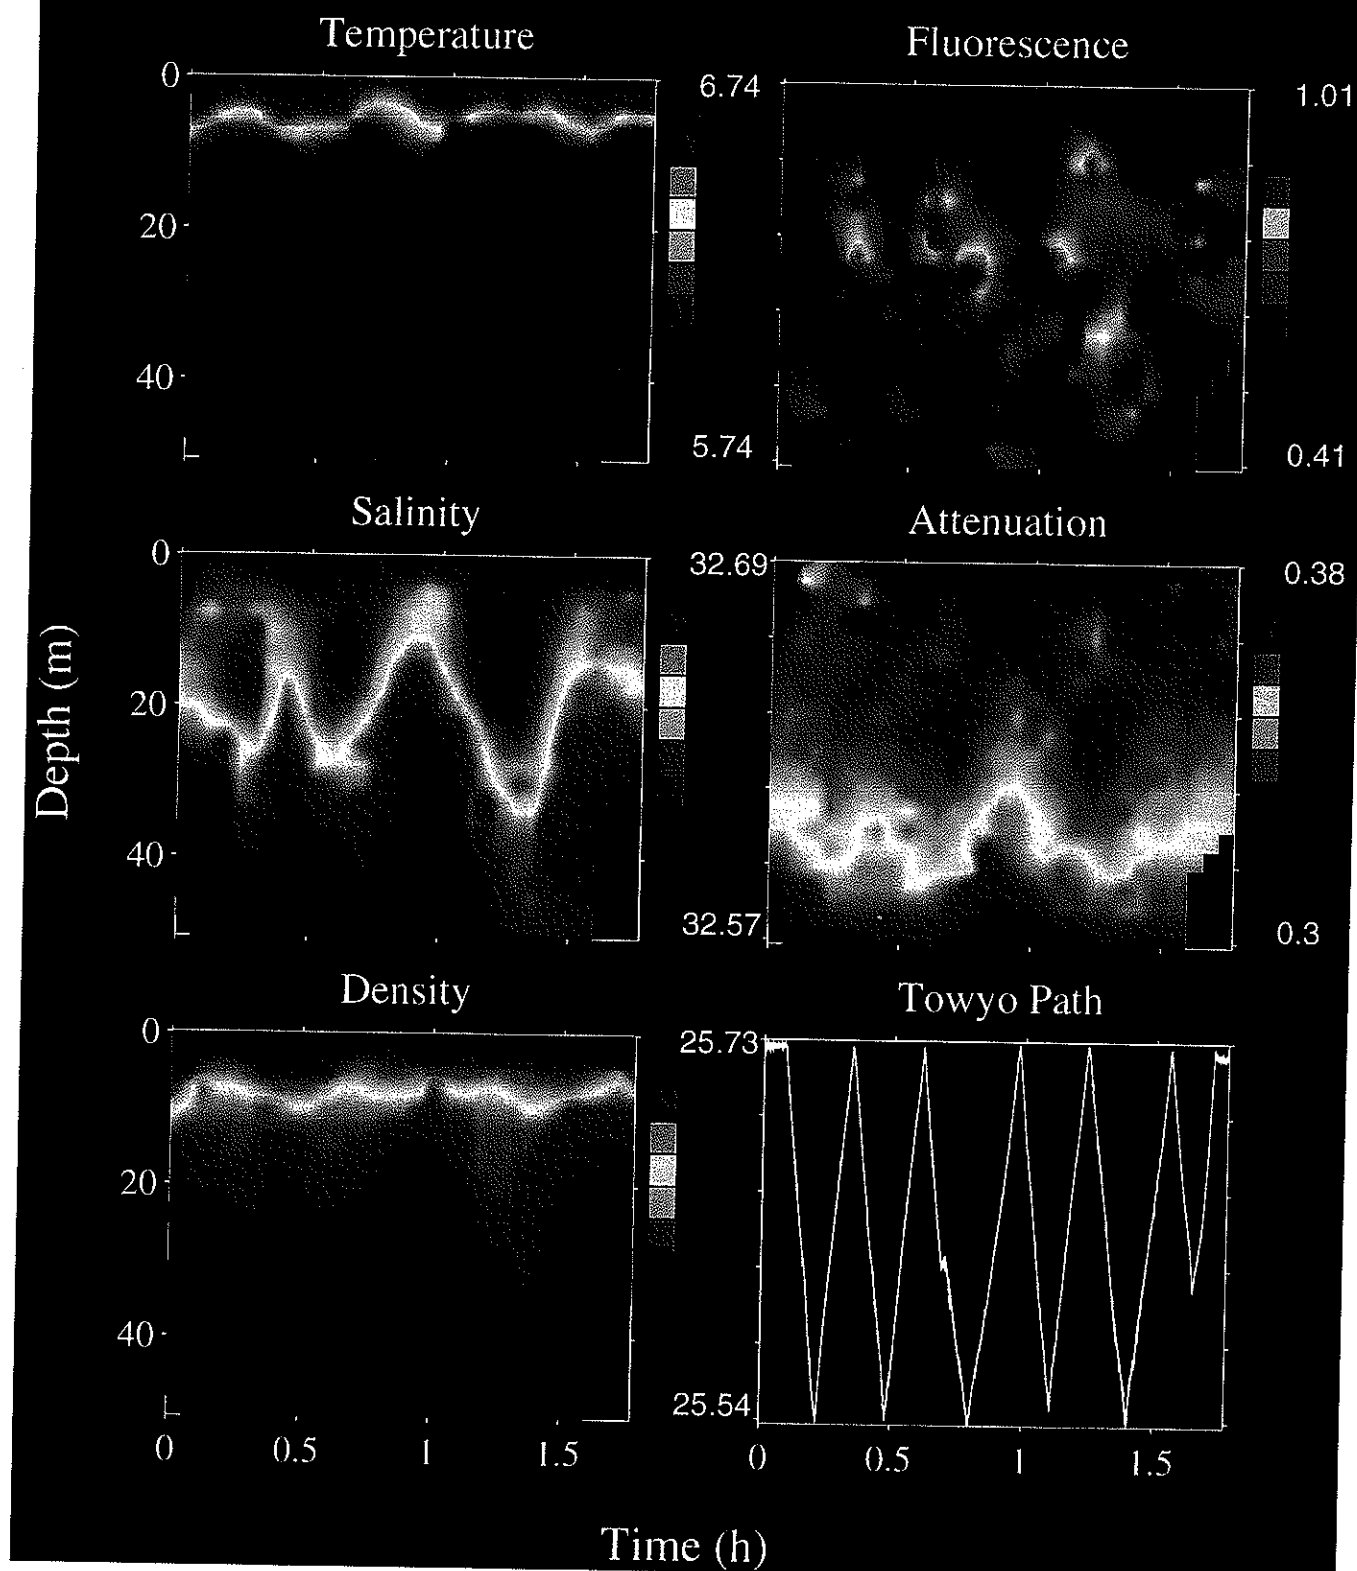 Temperature
Fluorescence
0
20
40
6.74
5.74
1.01
0.41
Salinity
Attenuation
0
20
40
32.69
32.57
0.38
0.3
Depth (m)
Density
Towyo Path
0
20
40
25.73
25.54
0 0.5 1 1.5
0 0.5 1 1.5
Time (h)